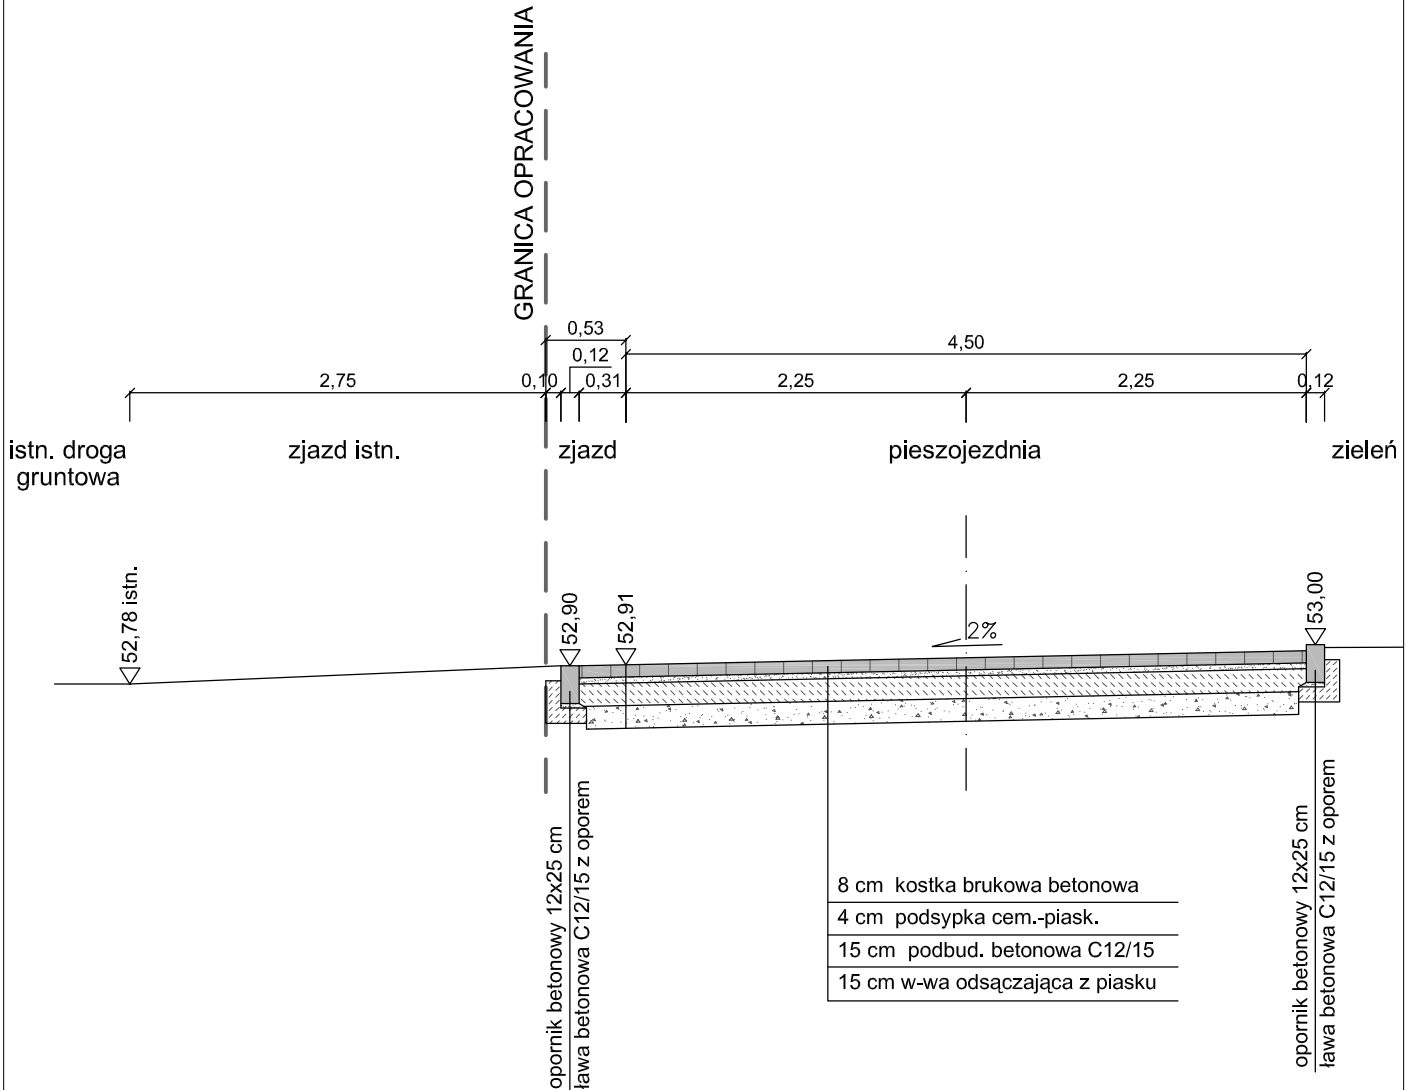 GRANICA OPRACOWANIA
0,53
0,12
4,50
2,75
0,10
0,31
2,25
2,25
0,12
istn. droga
gruntowa
zjazd istn.
zjazd
pieszojezdnia
zieleń
52,78 istn.
52,90
52,91
2%
53,00
opornik betonowy 12x25 cm
ława betonowa C12/15 z oporem
8 cm kostka brukowa betonowa
4 cm podsypka cem.-piask.
15 cm podbud. betonowa C12/15
15 cm w-wa odsączająca z piasku
opornik betonowy 12x25 cm
ława betonowa C12/15 z oporem